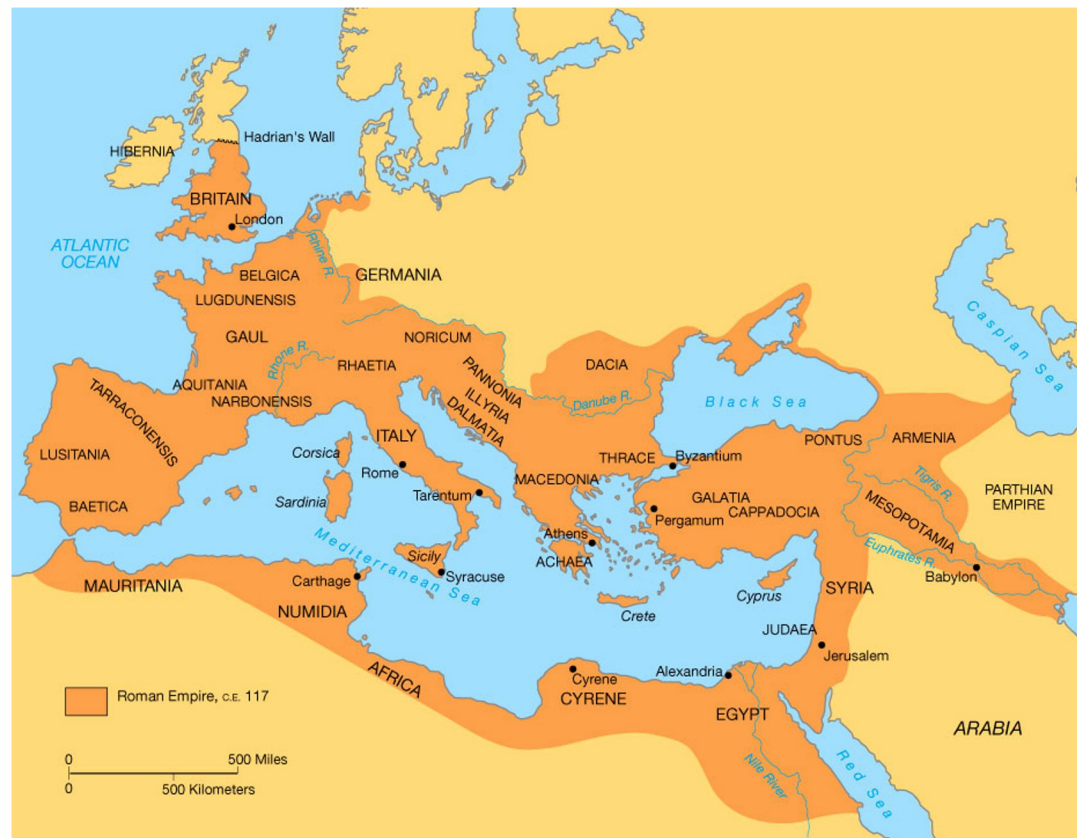 Hadrian's Wall
HIBERNIA
BRITAIN
London
ATLANTIC
OCEAN
Rhine R.
BELGICA
GERMANIA
LUGDUNENSIS
GAUL
NORICUM
Rhone R.
RHAETIA
DACIA
Caspian Sea
AQUITANIA
NARBONENSIS
PANNONIA
ILLYRIA
DALMATIA
Danube R.
Black Sea
TARRACONENSIS
LUSITANIA
BAETICA
Corsica
ITALY
Rome
Sardinia
Tarentum
THRACE
Byzantium
PONTUS
ARMENIA
MACEDONIA
GALATIA
CAPPADOCIA
Pergamum
Tigris R.
PARTHIAN
EMPIRE
MESOPOTAMIA
Athens
ACHAEA
Euphrates R.
Babylon
Mediterranean Sea
Sicily
Syracuse
Carthage
MAURITANIA
NUMIDIA
Crete
Cyprus
SYRIA
JUDAEA
Jerusalem
AFRICA
Cyrene
CYRENE
Alexandria
EGYPT
Nile River
Red Sea
ARABIA
Roman Empire, C.E. 117
0 500 Miles
0 500 Kilometers